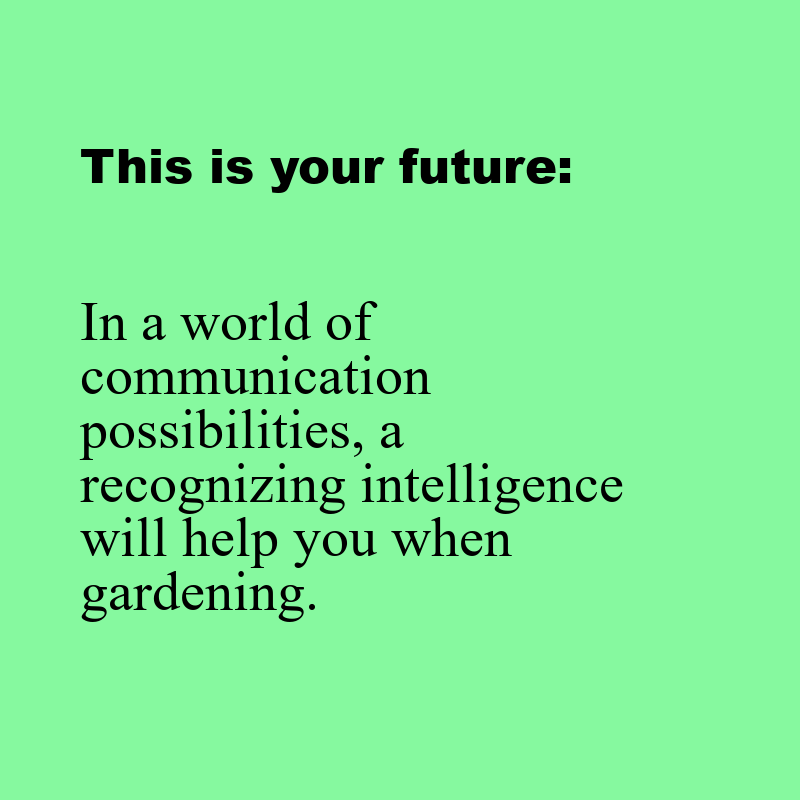 This is your future:
In a world of
communication
possibilities, a
recognizing intelligence
will help you when
gardening.